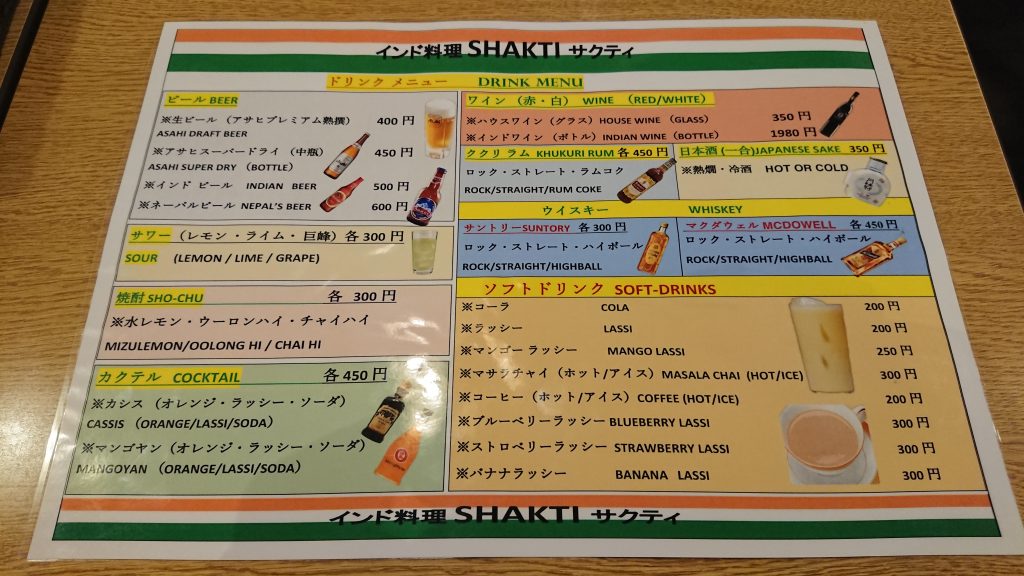 インド料理 SHAKTI サクティ
ドリンク メニュー DRINK MENU
ビール BEER
※生ビール (アサヒプレミアム熟撰) 400 円
ASAHI DRAFT BEER
※アサヒスーパードライ (中瓶) 450 円
ASAHI SUPER DRY (BOTTLE)
※インド ビール INDIAN BEER 500 円
※ネーパルビール NEPAL'S BEER 600 円
サワー (レモン・ライム・巨峰) 各 300 円
SOUR (LEMON / LIME / GRAPE)
焼酎 SHO-CHU 各 300 円
※水レモン・ウーロンハイ・チャイハイ
MIZULEMON/OOLONG HI / CHAI HI
カクテル COCKTAIL 各 450 円
※カシス (オレンジ・ラッシー・ソーダ)
CASSIS (ORANGE/LASSI/SODA)
※マンゴヤン (オレンジ・ラッシー・ソーダ)
MANGOYAN (ORANGE/LASSI/SODA)
ワイン (赤・白) WINE (RED/WHITE)
※ハウスワイン (グラス) HOUSE WINE (GLASS) 350 円
※インドワイン (ボトル) INDIAN WINE (BOTTLE) 1980 円
ククリ ラム KHUKURI RUM 各 450 円
ロック・ストレート・ラムコク
ROCK/STRAIGHT/RUM COKE
日本酒 (一合)JAPANESE SAKE 350 円
※熱燗・冷酒 HOT OR COLD
ウイスキー WHISKEY
サントリーSUNTORY 各 300 円
ロック・ストレート・ハイボール
ROCK/STRAIGHT/HIGHBALL
マクダウェル MCDOWELL 各 450 円
ロック・ストレート・ハイボール
ROCK/STRAIGHT/HIGHBALL
ソフトドリンク SOFT-DRINKS
※コーラ COLA 200 円
※ラッシー LASSI 200 円
※マンゴー ラッシー MANGO LASSI 250 円
※マサラチャイ (ホット/アイス) MASALA CHAI (HOT/ICE) 300 円
※コーヒー (ホット/アイス) COFFEE (HOT/ICE) 200 円
※ブルーベリーラッシー BLUEBERRY LASSI 300 円
※ストロベリーラッシー STRAWBERRY LASSI 300 円
※バナナラッシー BANANA LASSI 300 円
インド料理 SHAKTI サクティ